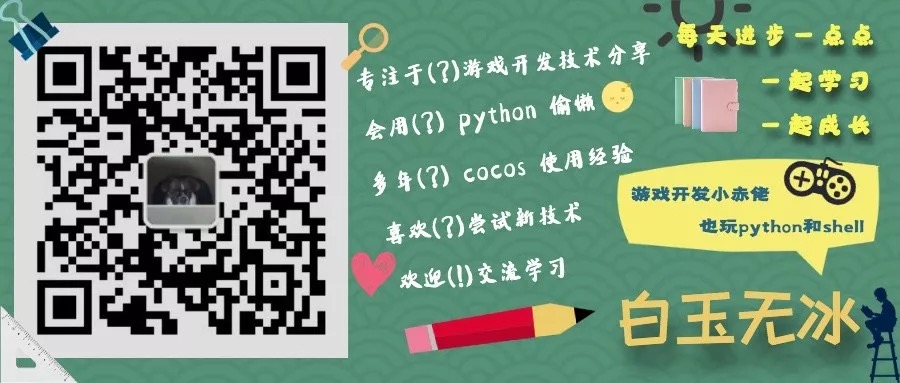 专注于(?)游戏开发技术分享
会用(?) python 偷懒
多年(?) cocos 使用经验
喜欢(?)尝试新技术
欢迎(!)交流学习
每天进步一点点
一起学习
一起成长
游戏开发小赤佬
也玩python和shell
白玉无冰